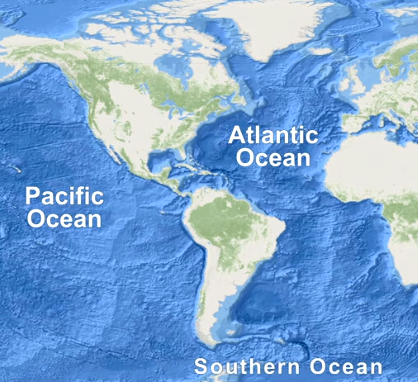 Atlantic
Ocean
Pacific
Ocean
Southern Ocean